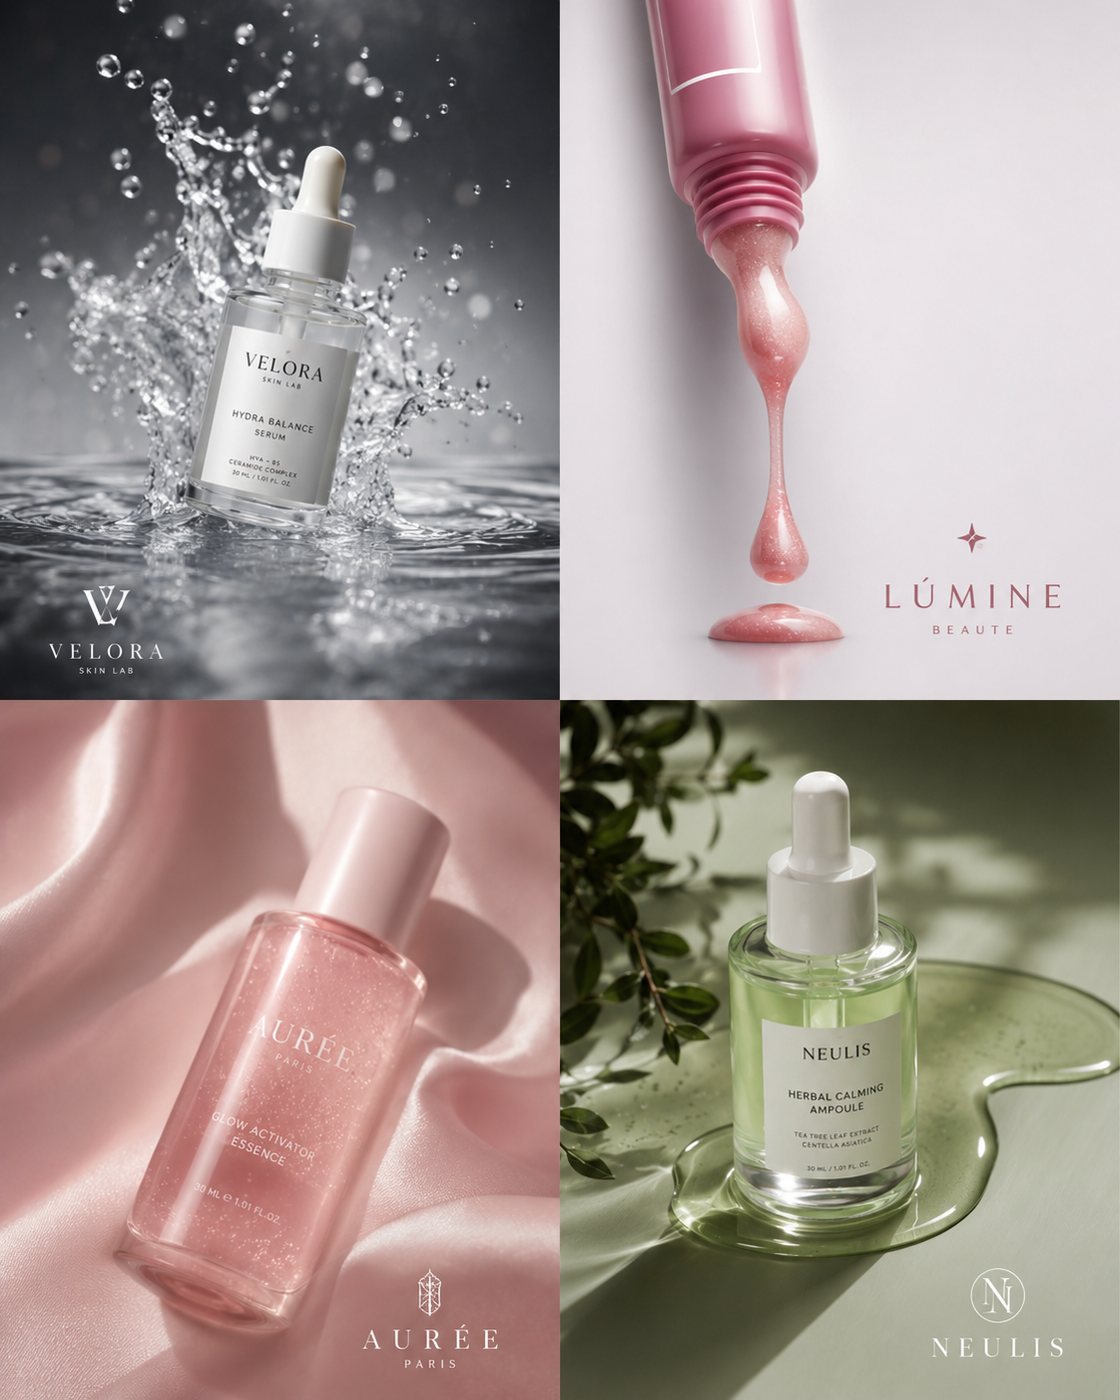 VELORA
SKIN LAB
HYDRA BALANCE
SERUM
HYA – B5
CERAMIDE COMPLEX
30 ML / 1.01 FL. OZ.
VELORA
SKIN LAB
LÚMINE
BEAUTE
AURÉE
PARIS
GLOW ACTIVATOR
ESSENCE
30 ML ℮ 1.01 FL.OZ.
AURÉE
PARIS
NEULIS
HERBAL CALMING
AMPOULE
TEA TREE LEAF EXTRACT
CENTELLA ASIATICA
30 ML / 1.01 FL. OZ.
N
NEULIS